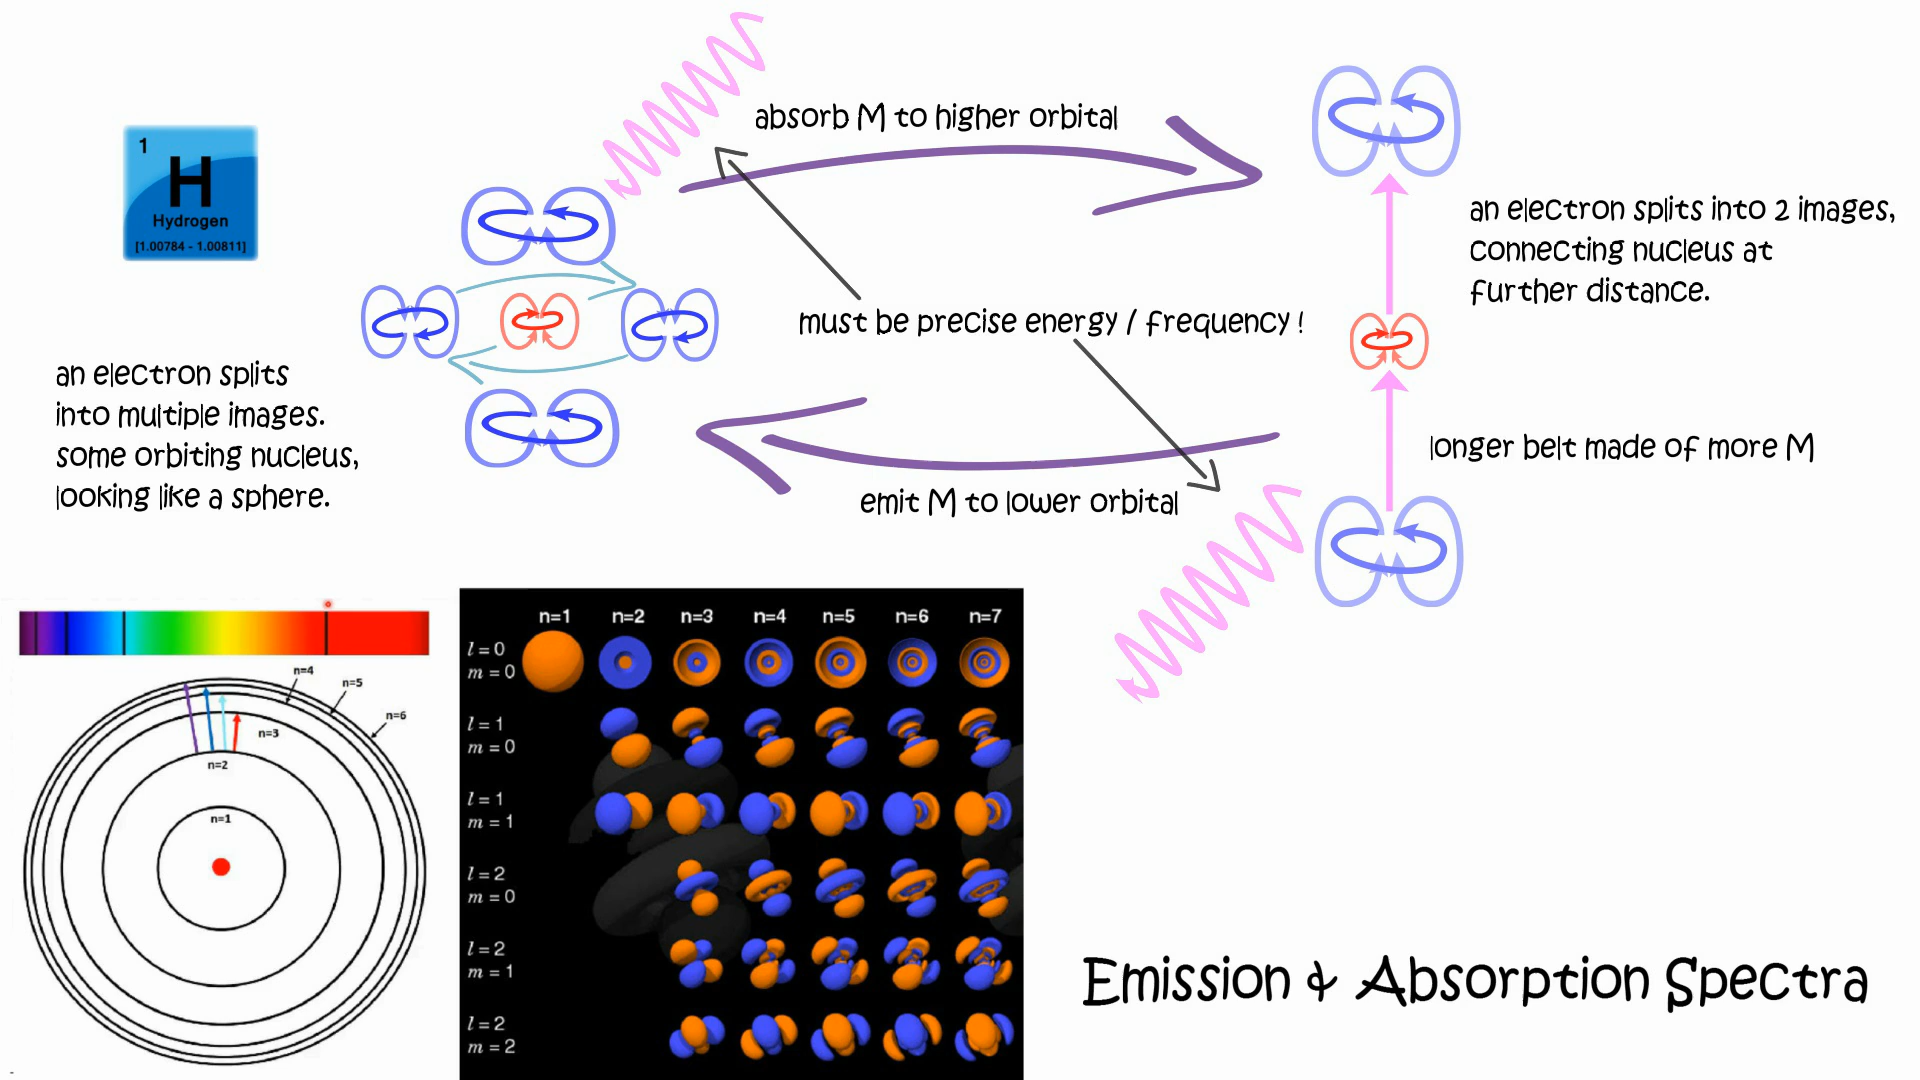 absorb M to higher orbital
1
H
Hydrogen
[1.00784 - 1.00811]
an electron splits into 2 images,
connecting nucleus at
further distance.
must be precise energy / frequency !
an electron splits
into multiple images.
some orbiting nucleus,
looking like a sphere.
longer belt made of more M
emit M to lower orbital
n=4
n=5
n=6
n=3
n=2
n=1
n=1 n=2 n=3 n=4 n=5 n=6 n=7
l = 0
m = 0
l = 1
m = 0
l = 1
m = 1
l = 2
m = 0
l = 2
m = 1
l = 2
m = 2
Emission & Absorption Spectra